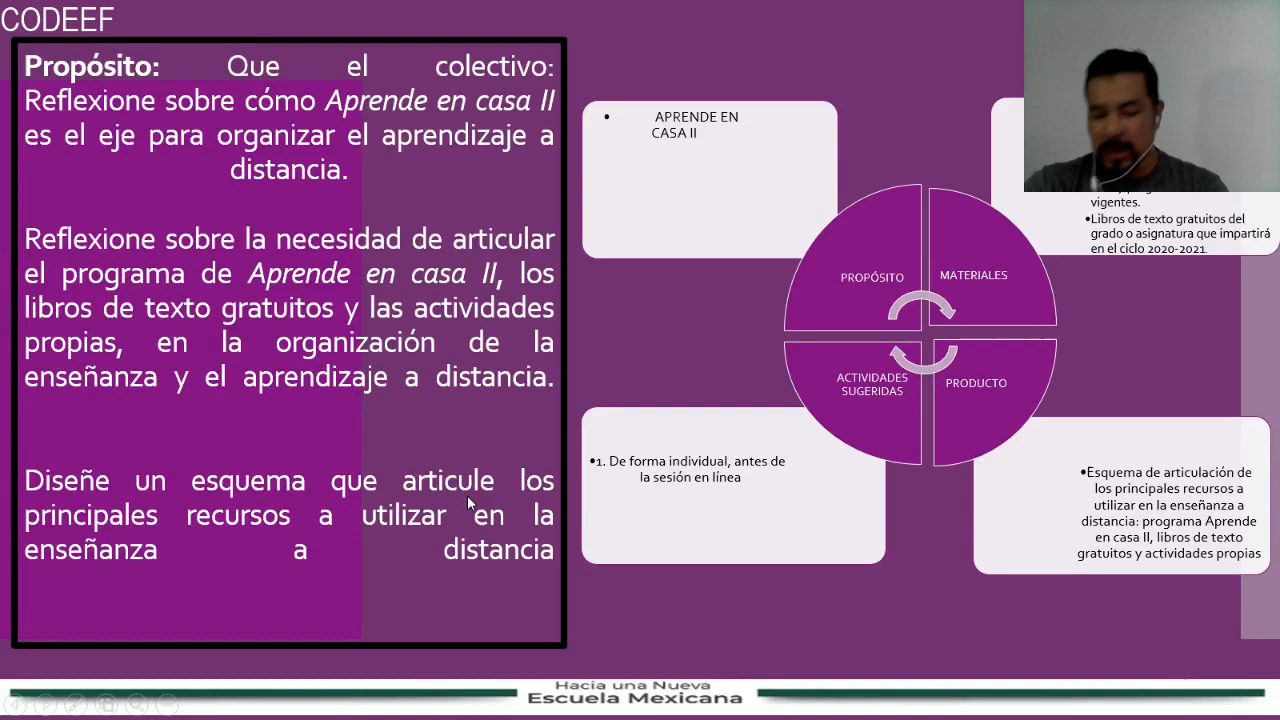 CODEEF
Propósito: Que el colectivo:
Reflexione sobre cómo Aprende en casa II
es el eje para organizar el aprendizaje a
distancia.
Reflexione sobre la necesidad de articular
el programa de Aprende en casa II, los
libros de texto gratuitos y las actividades
propias, en la organización de la
enseñanza y el aprendizaje a distancia.
Diseñe un esquema que articule los
principales recursos a utilizar en la
enseñanza a distancia
• APRENDE EN
CASA II
vigentes.
•Libros de texto gratuitos del
grado o asignatura que impartirá
en el ciclo 2020-2021.
PROPÓSITO
MATERIALES
ACTIVIDADES
SUGERIDAS
PRODUCTO
•1. De forma individual, antes de
la sesión en línea
•Esquema de articulación de
los principales recursos a
utilizar en la enseñanza a
distancia: programa Aprende
en casa II, libros de texto
gratuitos y actividades propias
Hacia una Nueva
Escuela Mexicana